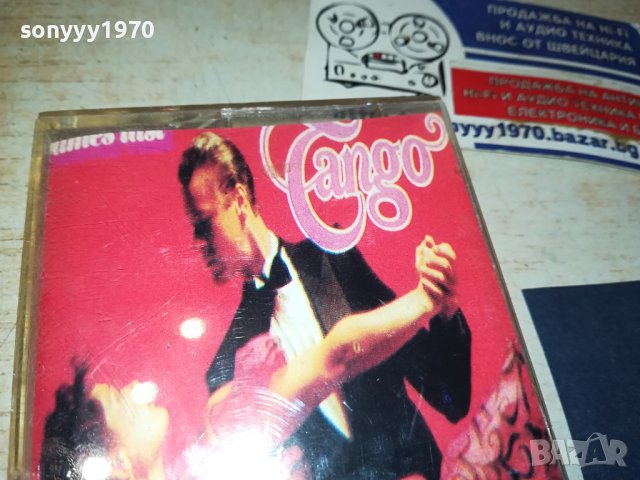 sonyyy1970
ПРОДАЖБА НА HI-FI
И АУДИО ТЕХНИКА
ВНОС ОТ ШВЕЙЦАРИЯ
ПРОДАЖБА НА АНТИ
Hi-Fi И АУДИО ТЕХНИКА
ЕЛЕКТРОНИКА И
nyyy1970.bazar.bg
Tango
BAZAR